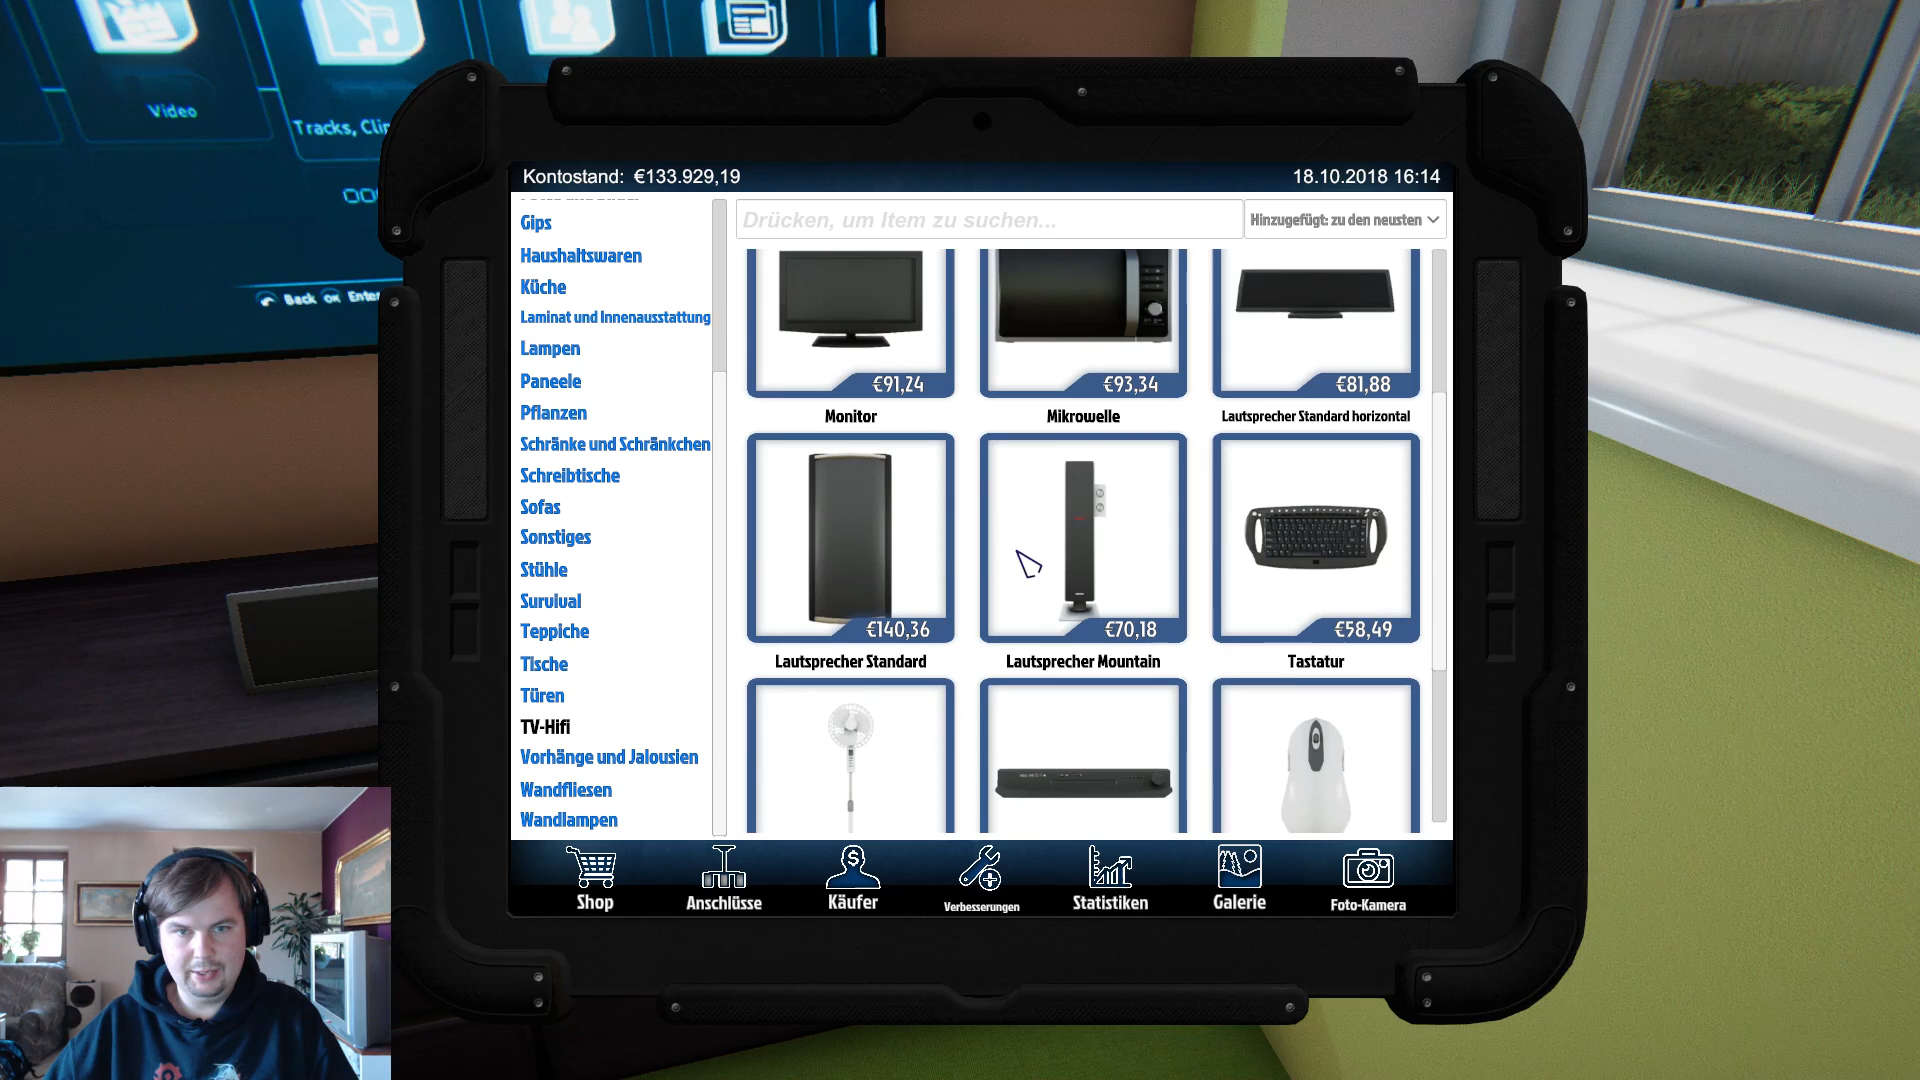 Video
Tracks, Cli
Back OK Enter
Kontostand: €133.929,19
18.10.2018 16:14
Drücken, um Item zu suchen...
Hinzugefügt: zu den neusten
Gips
Haushaltswaren
Küche
Laminat und Innenausstattung
Lampen
Paneele
Pflanzen
Schränke und Schränkchen
Schreibtische
Sofas
Sonstiges
Stühle
Survival
Teppiche
Tische
Türen
TV-Hifi
Vorhänge und Jalousien
Wandfliesen
Wandlampen
€91,24
€93,34
€81,88
Monitor
Mikrowelle
Lautsprecher Standard horizontal
€140,36
€70,18
€58,49
Lautsprecher Standard
Lautsprecher Mountain
Tastatur
Shop
Anschlüsse
Käufer
Verbesserungen
Statistiken
Galerie
Foto-Kamera